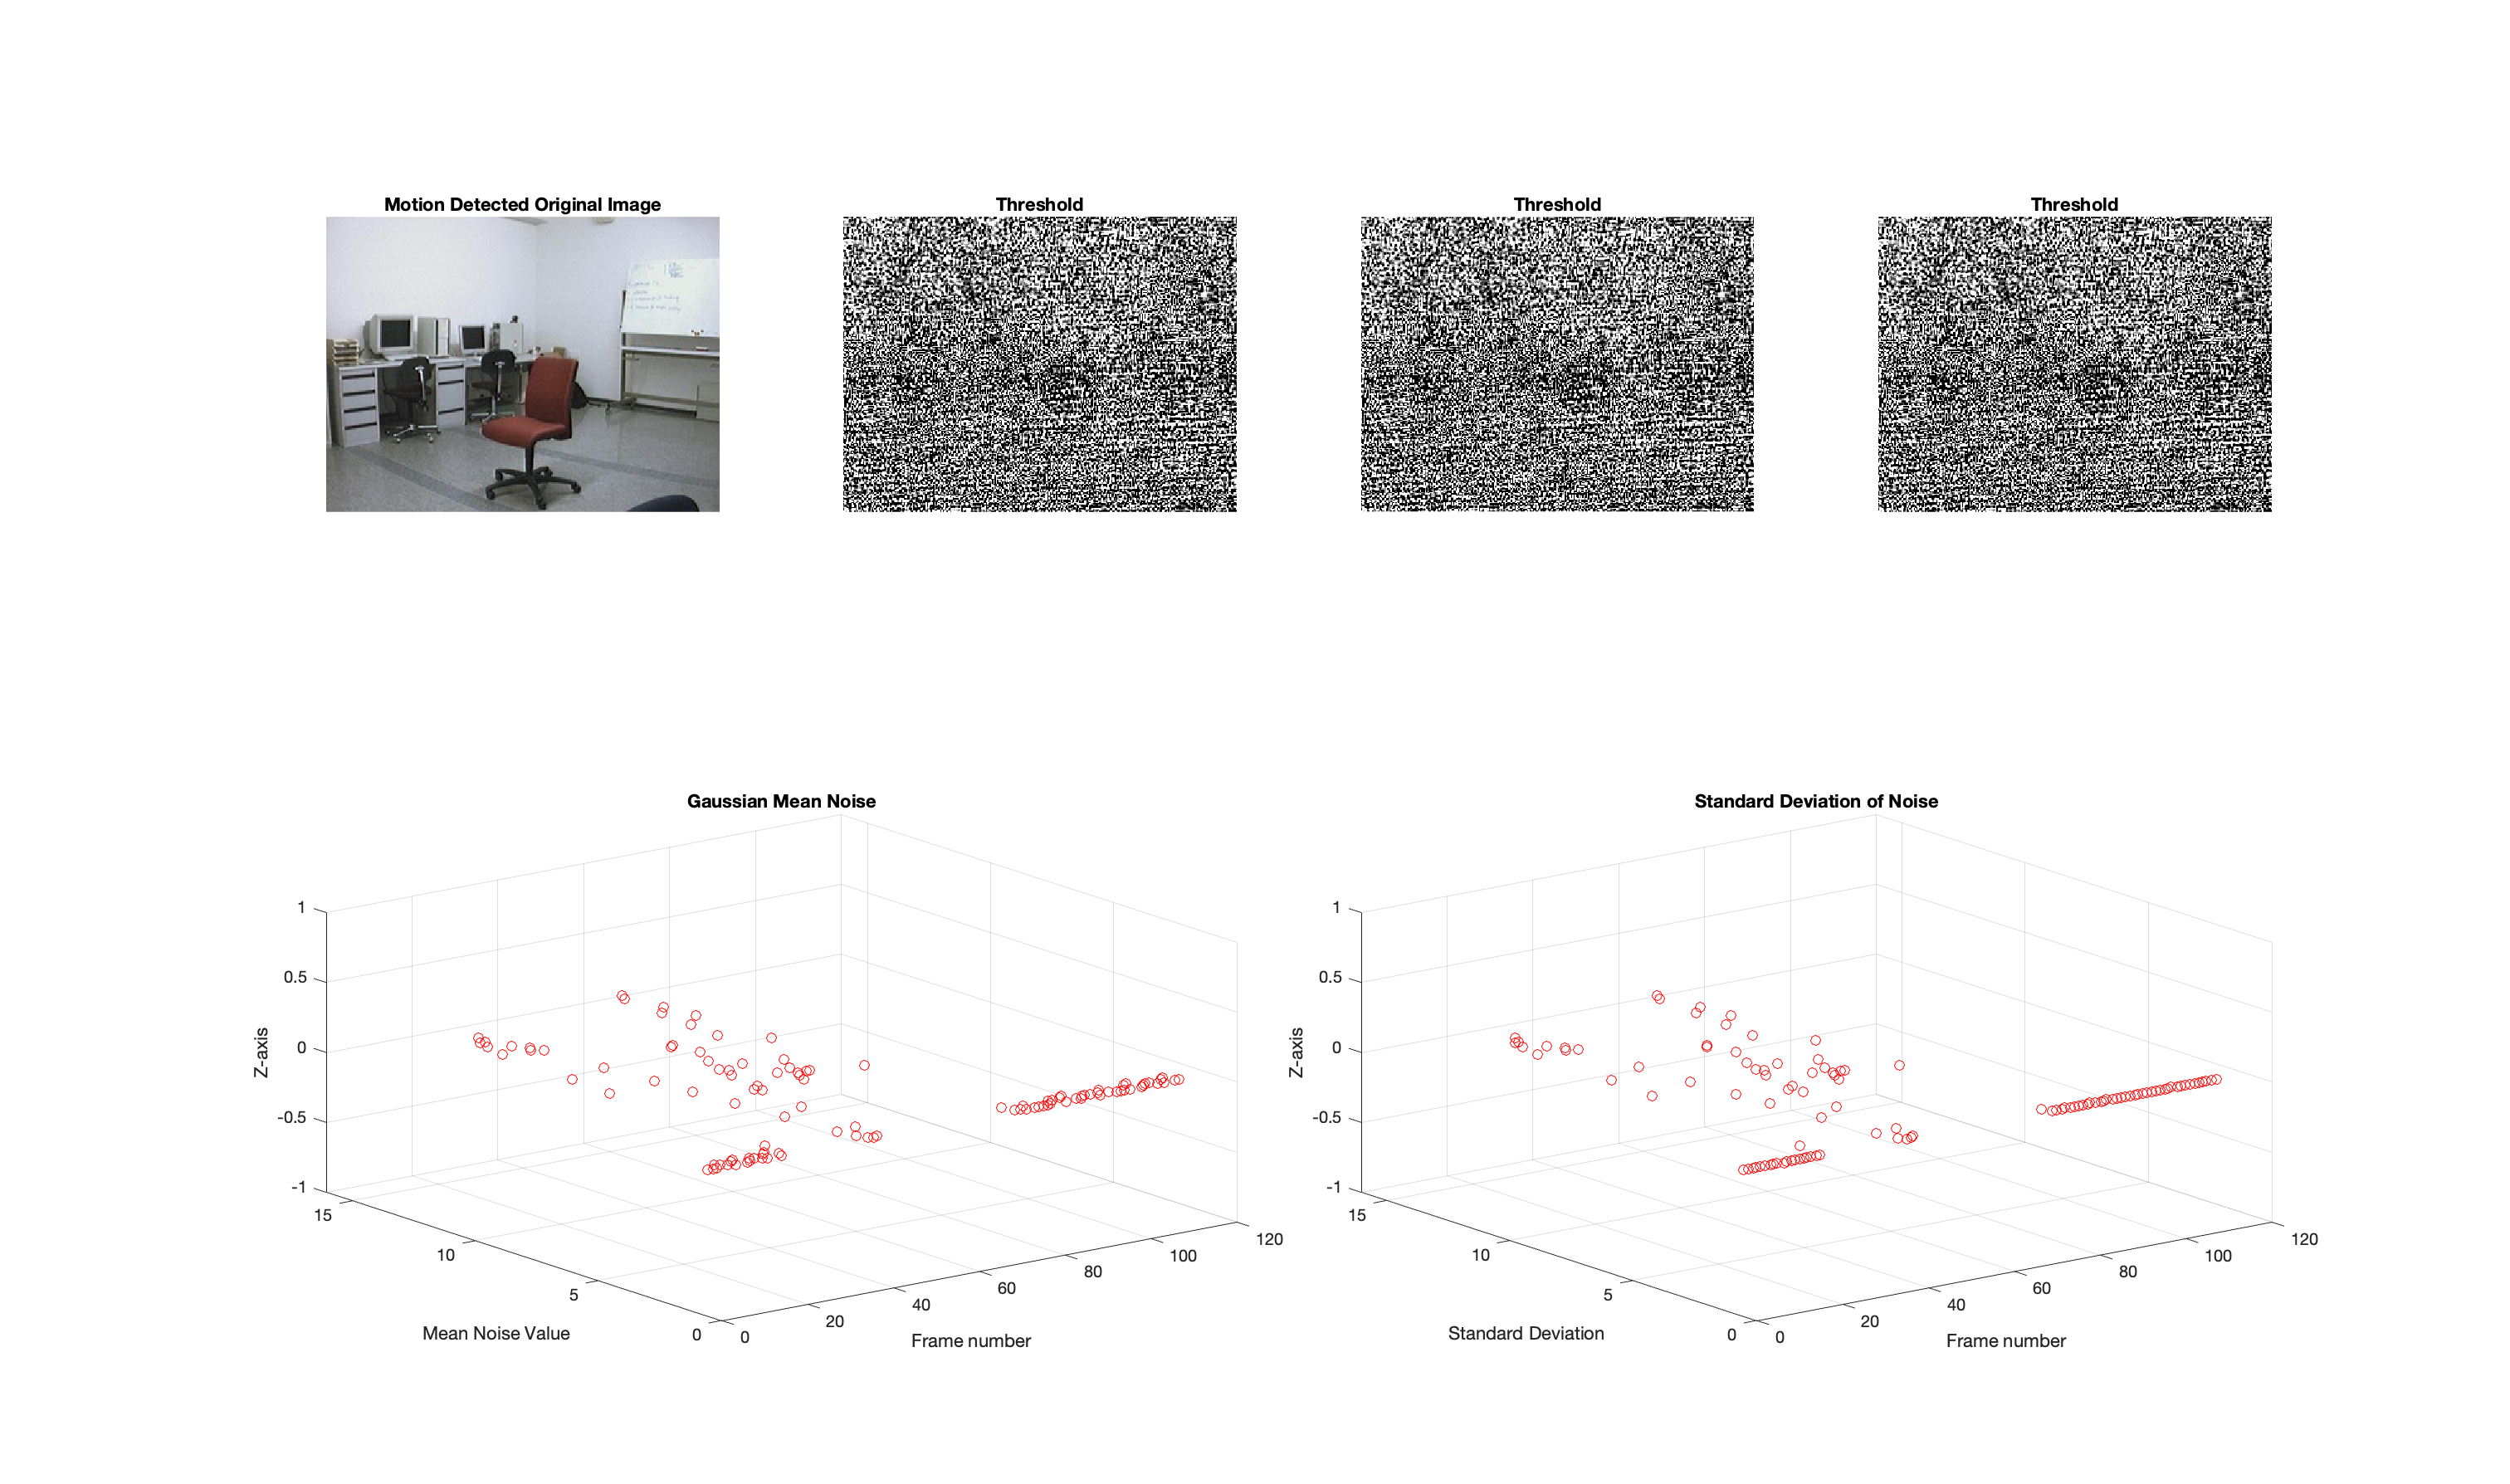 Motion Detected Original Image
Threshold
Threshold
Threshold
Gaussian Mean Noise
1
0.5
0
-0.5
-1
Z-axis
15
10
5
0
Mean Noise Value
0
20
40
60
80
100
120
Frame number
Standard Deviation of Noise
1
0.5
0
-0.5
-1
Z-axis
15
10
5
0
Standard Deviation
0
20
40
60
80
100
120
Frame number